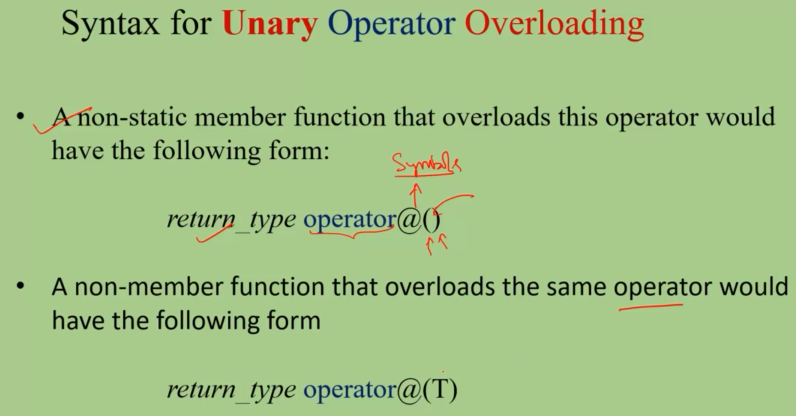 Syntax for Unary Operator Overloading
• A non-static member function that overloads this operator would
have the following form:
Symbols
return_type operator@()
• A non-member function that overloads the same operator would
have the following form
return_type operator@(T)